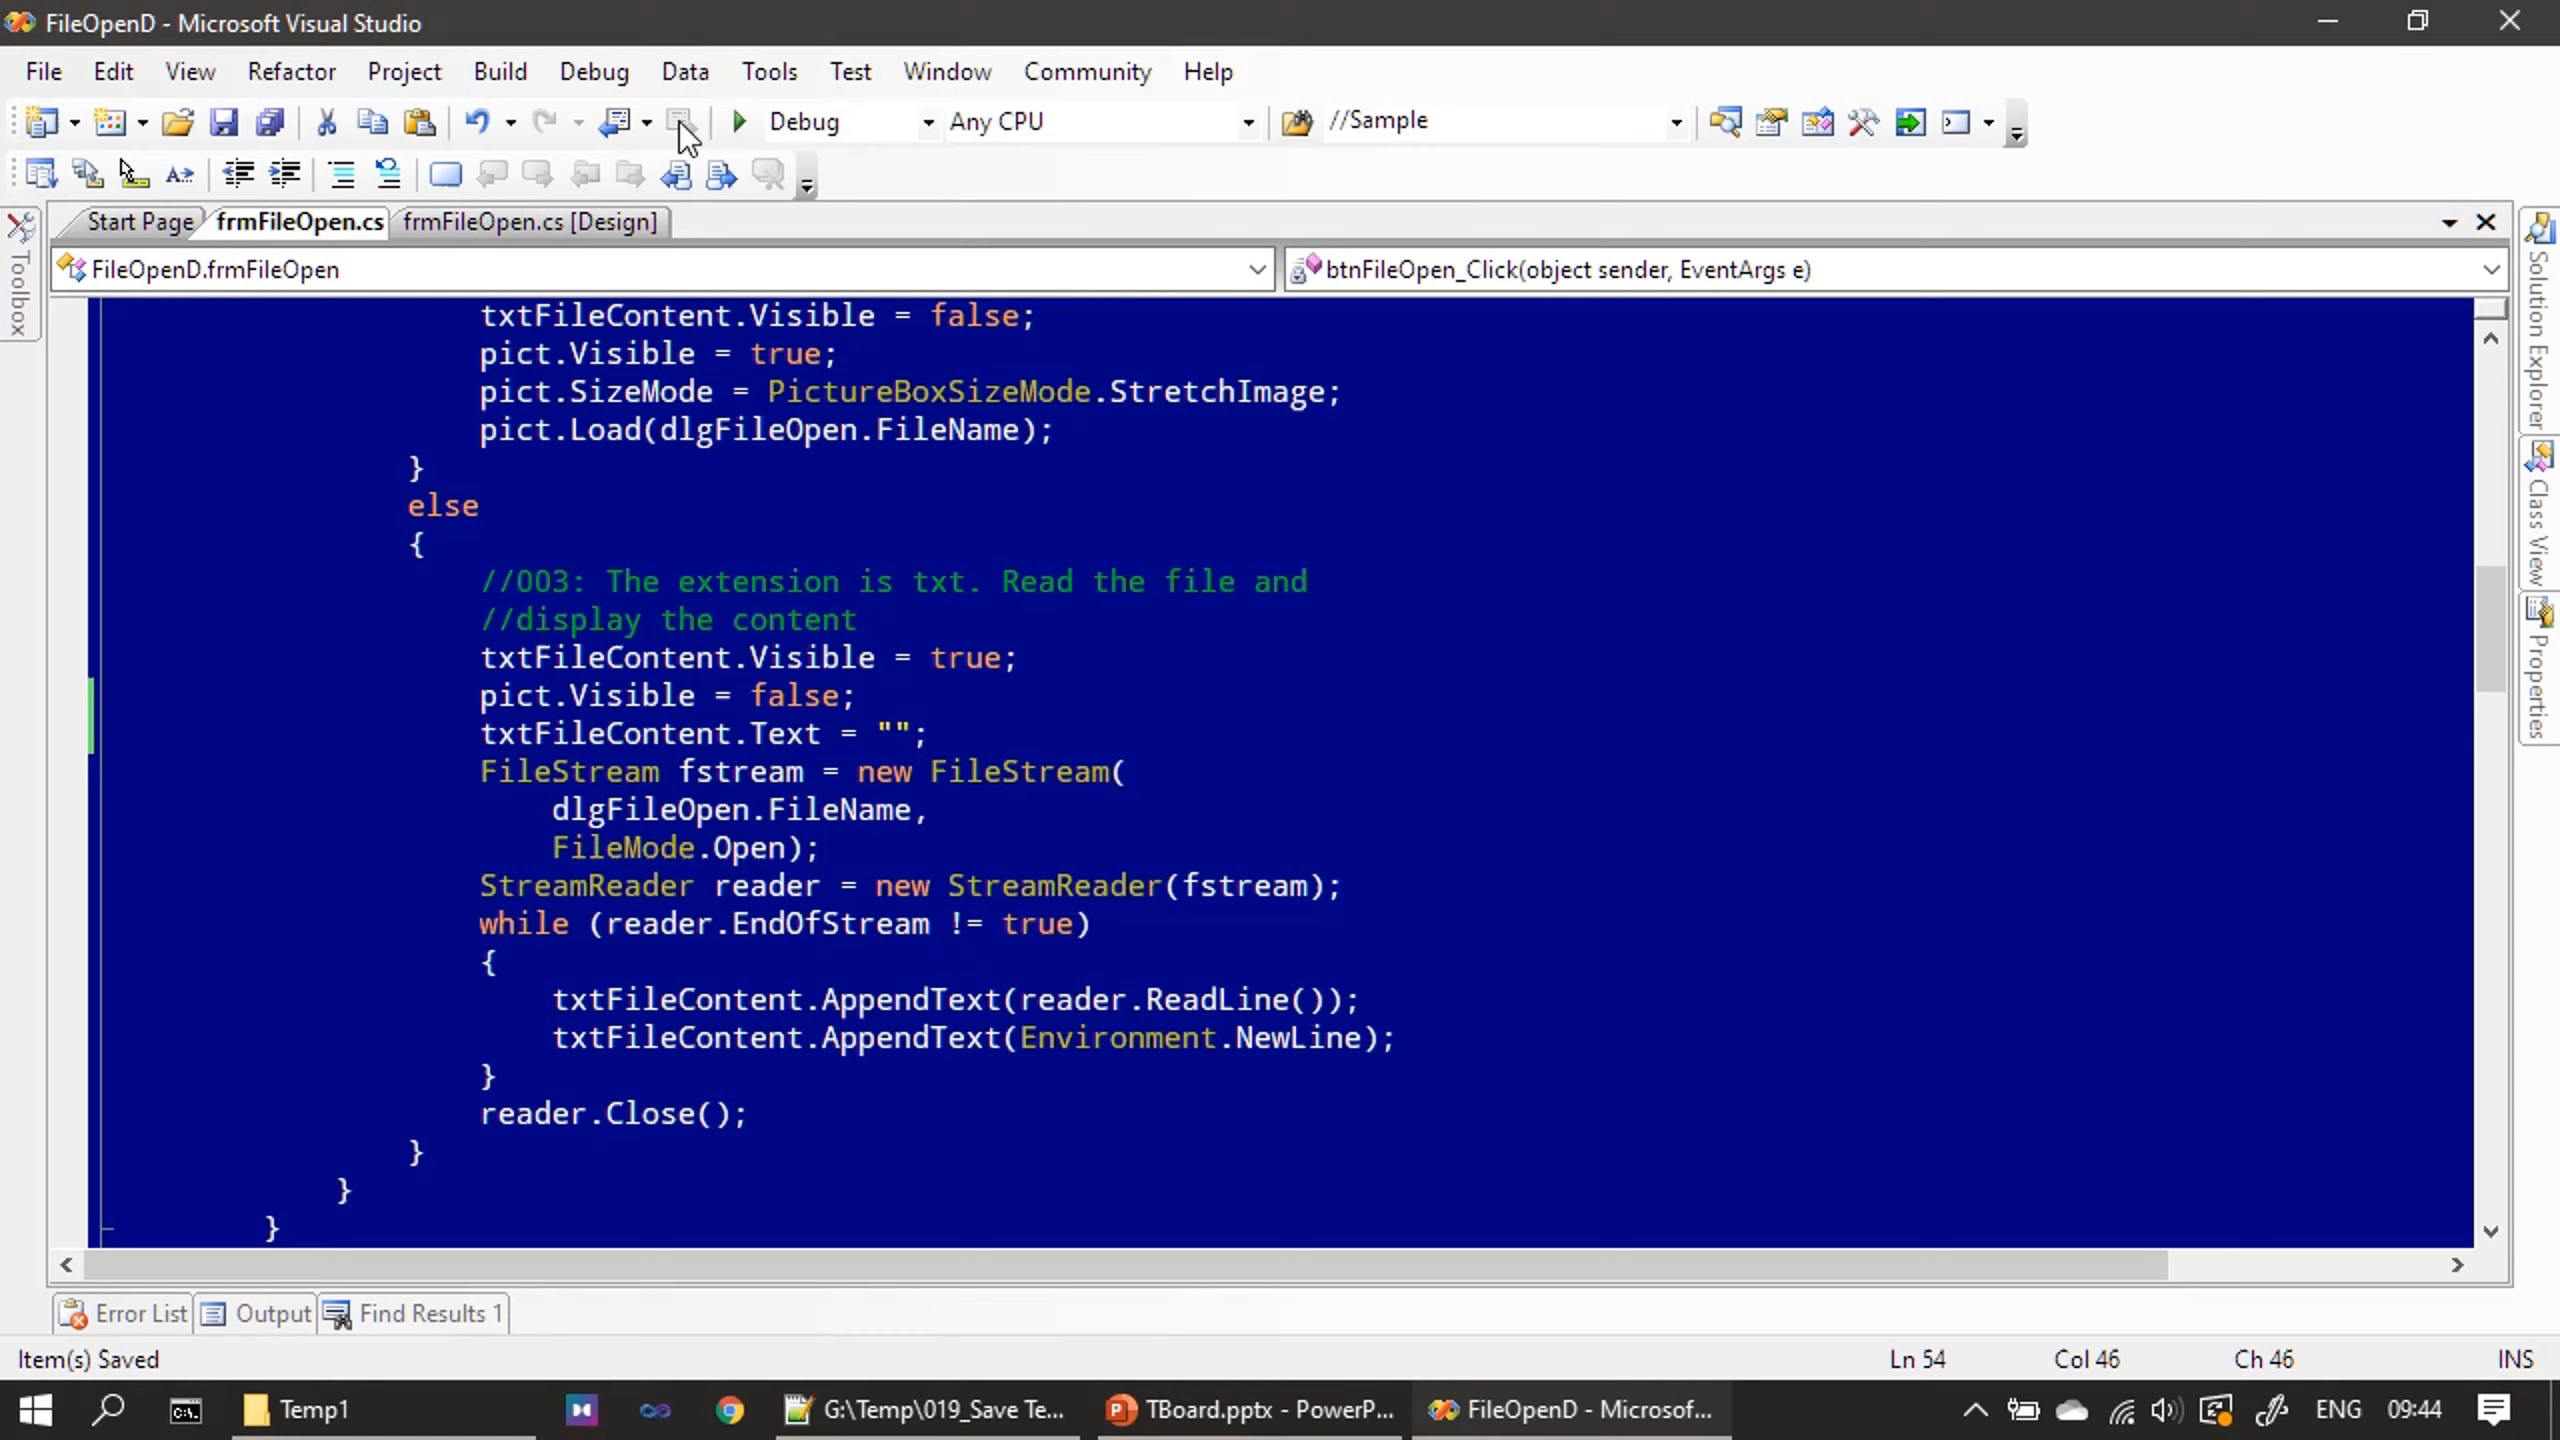 FileOpenD - Microsoft Visual Studio
File Edit View Refactor Project Build Debug Data Tools Test Window Community Help
Debug Any CPU //Sample
Start Page frmFileOpen.cs frmFileOpen.cs [Design]
FileOpenD.frmFileOpen btnFileOpen_Click(object sender, EventArgs e)
Toolbox
Solution Explorer
Class View
Properties
txtFileContent.Visible = false;
pict.Visible = true;
pict.SizeMode = PictureBoxSizeMode.StretchImage;
pict.Load(dlgFileOpen.FileName);
}
else
{
//003: The extension is txt. Read the file and
//display the content
txtFileContent.Visible = true;
pict.Visible = false;
txtFileContent.Text = "";
FileStream fstream = new FileStream(
dlgFileOpen.FileName,
FileMode.Open);
StreamReader reader = new StreamReader(fstream);
while (reader.EndOfStream != true)
{
txtFileContent.AppendText(reader.ReadLine());
txtFileContent.AppendText(Environment.NewLine);
}
reader.Close();
}
}
}
Error List Output Find Results 1
Item(s) Saved Ln 54 Col 46 Ch 46 INS
Temp1 G:\Temp\019_Save Te... TBoard.pptx - PowerP... FileOpenD - Microsof... ENG 09:44